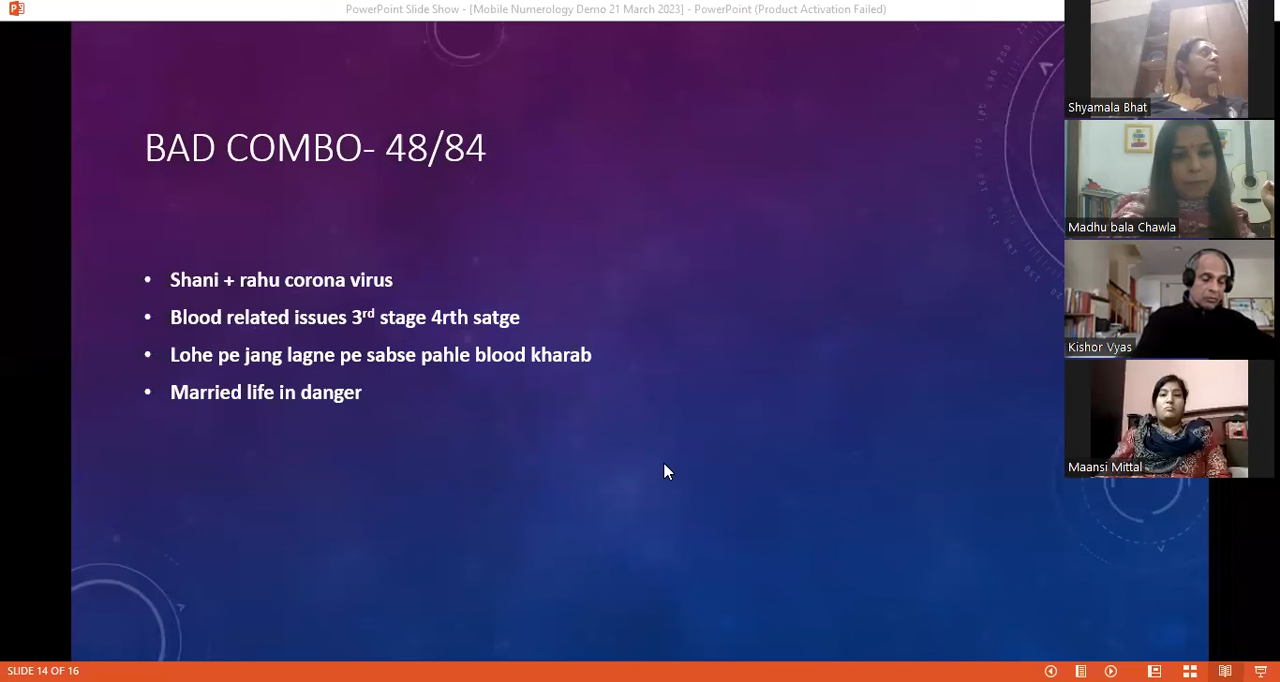 PowerPoint Slide Show - [Mobile Numerology Demo 21 March 2023] - PowerPoint (Product Activation Failed)
BAD COMBO- 48/84
• Shani + rahu corona virus
• Blood related issues 3rd stage 4rth satge
• Lohe pe jang lagne pe sabse pahle blood kharab
• Married life in danger
Shyamala Bhat
Madhu bala Chawla
Kishor Vyas
Maansi Mittal
SLIDE 14 OF 16